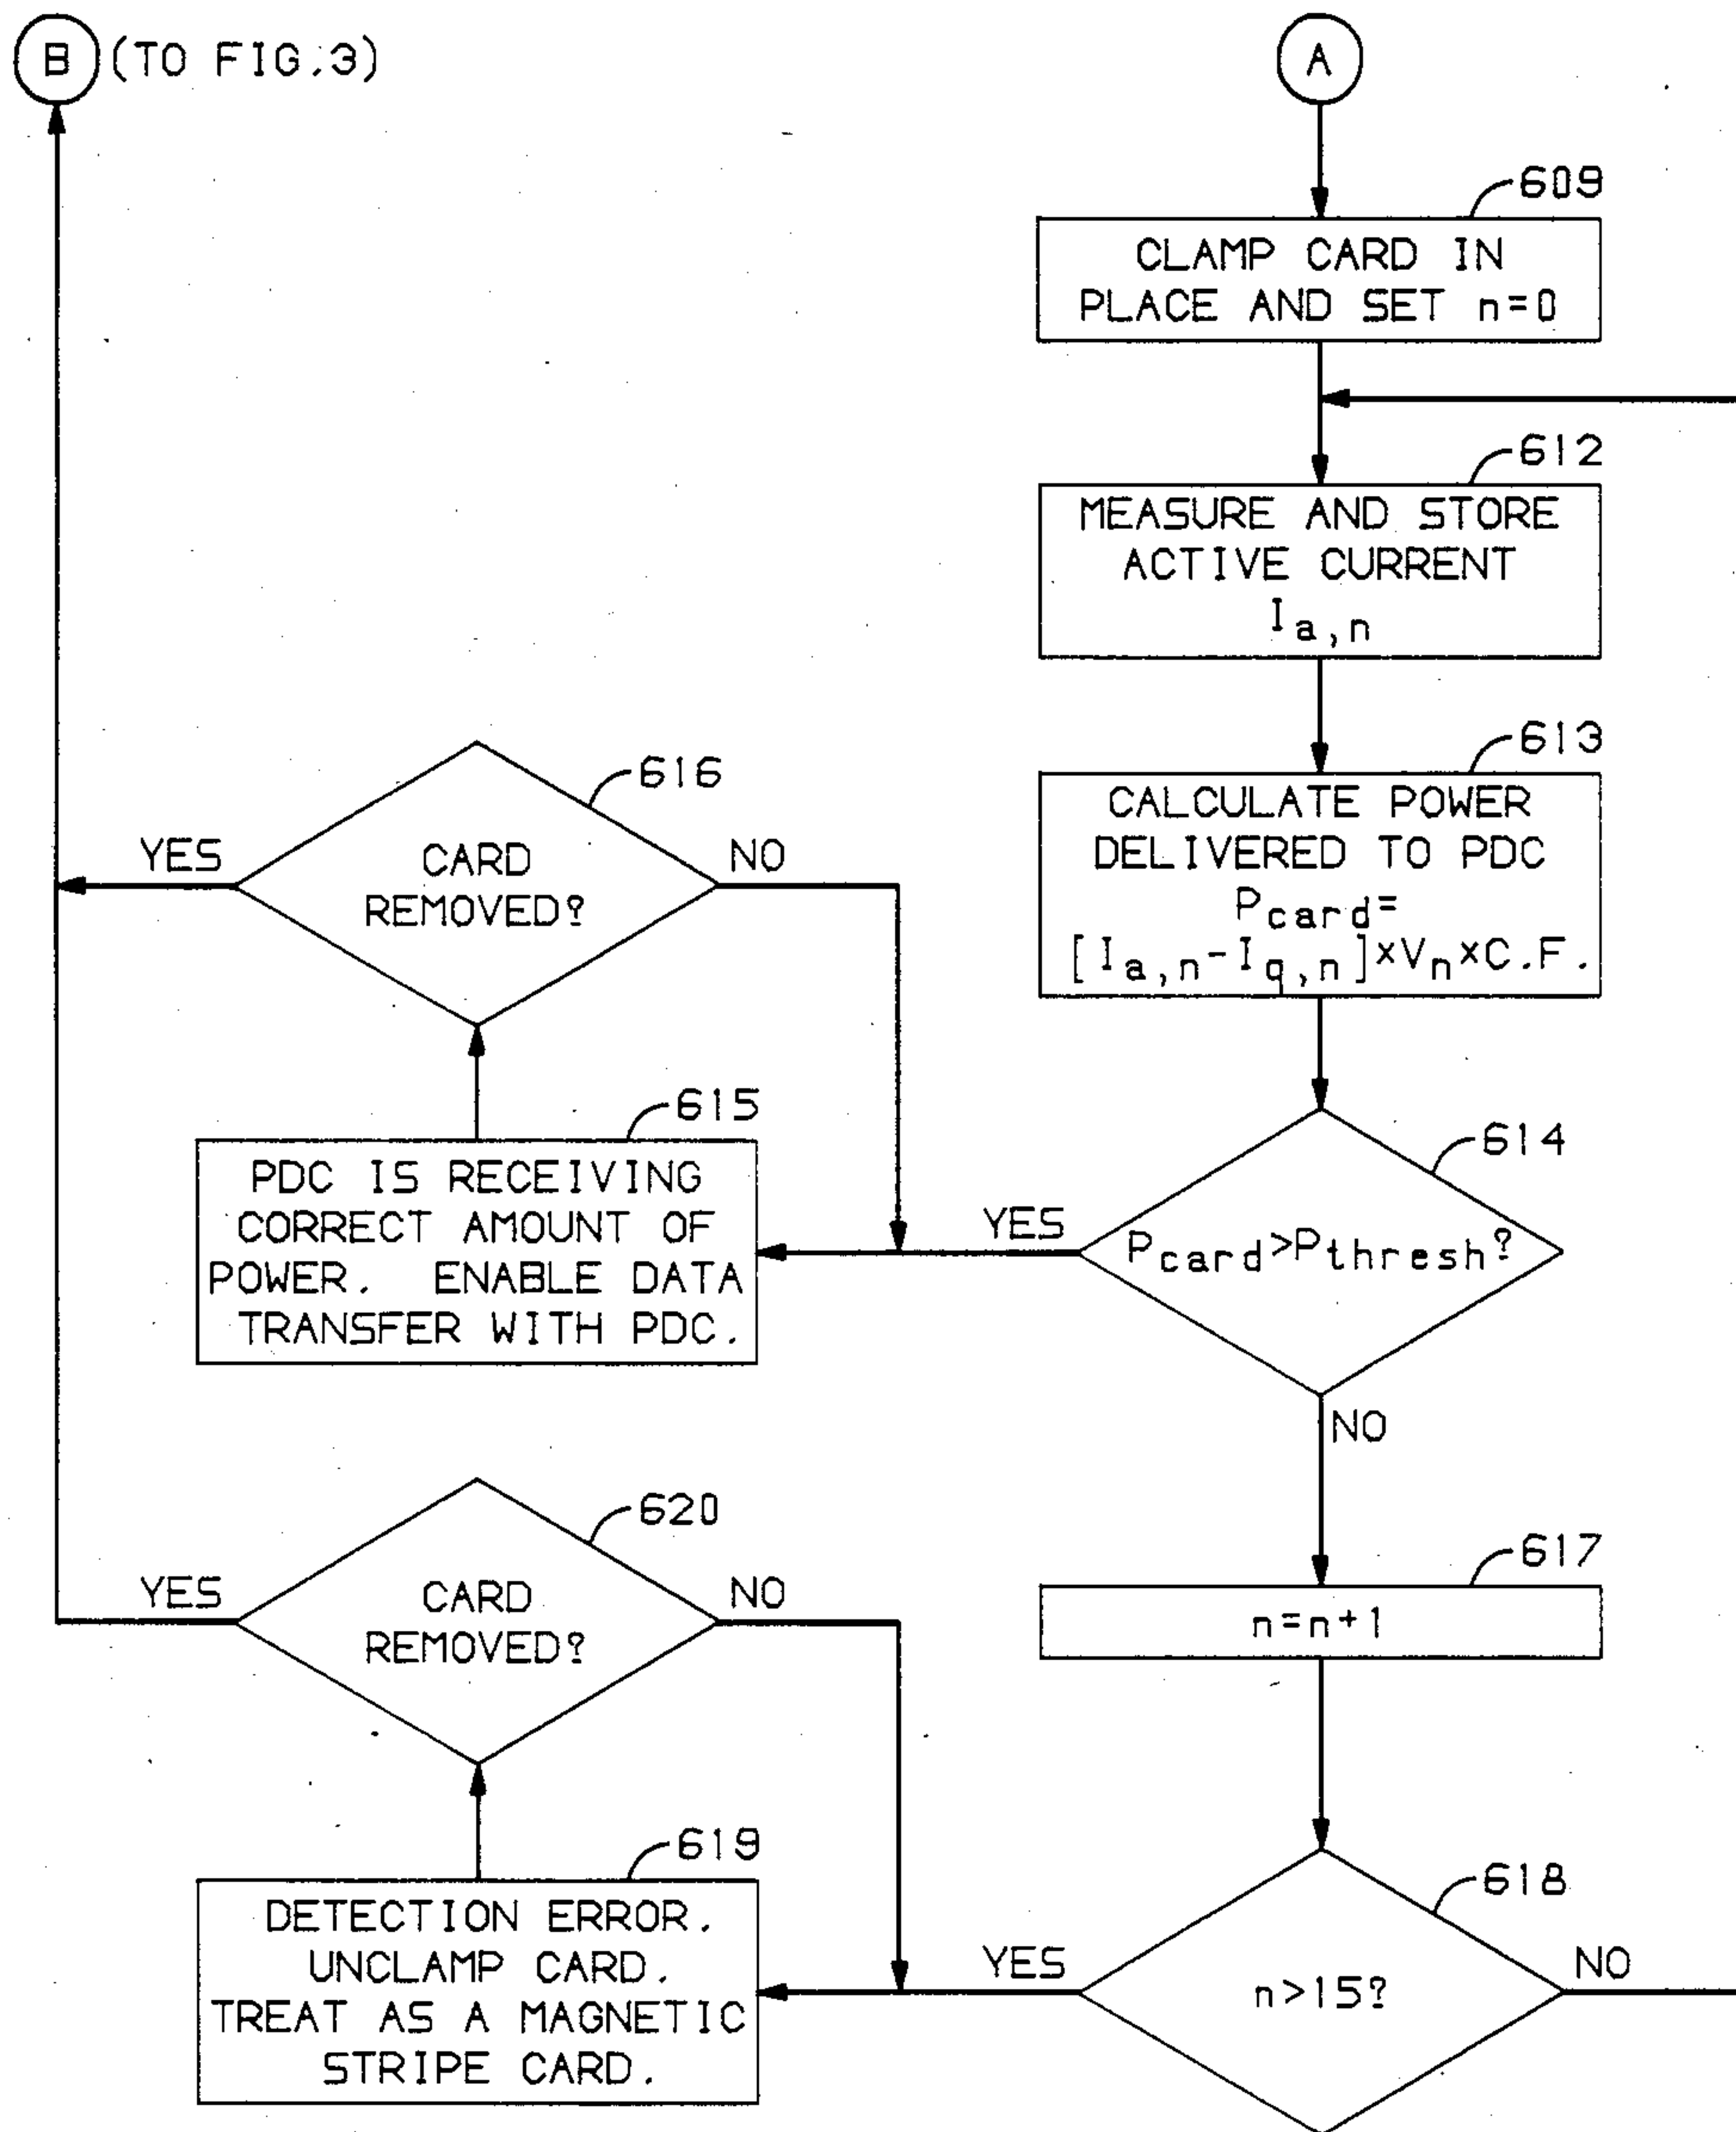 B (TO FIG.3)
A
609
CLAMP CARD IN
PLACE AND SET n=0
612
MEASURE AND STORE
ACTIVE CURRENT
Ia,n
613
CALCULATE POWER
DELIVERED TO PDC
Pcard=
[Ia,n-Iq,n]×Vn×C.F.
616
YES
CARD
REMOVED?
NO
615
PDC IS RECEIVING
CORRECT AMOUNT OF
POWER. ENABLE DATA
TRANSFER WITH PDC.
614
YES
Pcard>Pthresh?
NO
620
YES
CARD
REMOVED?
NO
617
n=n+1
619
DETECTION ERROR.
UNCLAMP CARD.
TREAT AS A MAGNETIC
STRIPE CARD.
618
YES
n>15?
NO